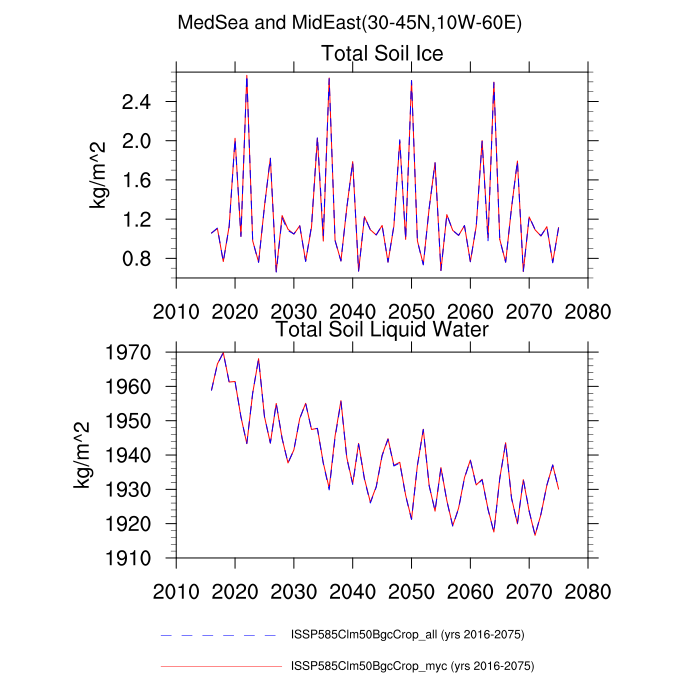 MedSea and MidEast(30-45N,10W-60E)
Total Soil Ice
kg/m^2
2.4
2.0
1.6
1.2
0.8
2010 2020 2030 2040 2050 2060 2070 2080
Total Soil Liquid Water
kg/m^2
1970
1960
1950
1940
1930
1920
1910
2010 2020 2030 2040 2050 2060 2070 2080
ISSP585Clm50BgcCrop_all (yrs 2016-2075)
ISSP585Clm50BgcCrop_myc (yrs 2016-2075)